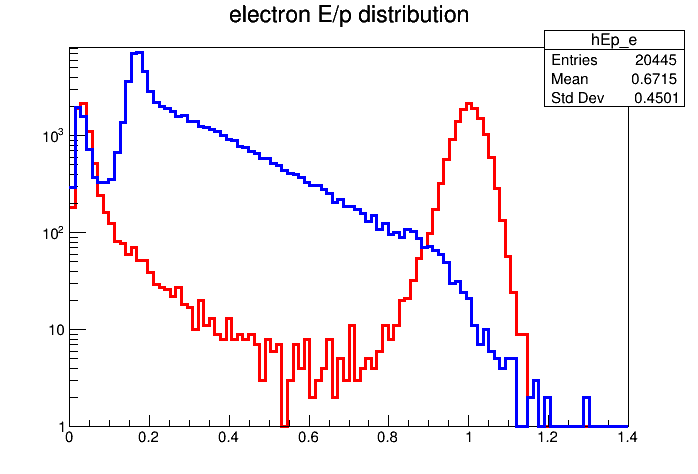 electron E/p distribution
hEp_e
Entries 20445
Mean 0.6715
Std Dev 0.4501
10³
10²
10
1
0 0.2 0.4 0.6 0.8 1 1.2 1.4